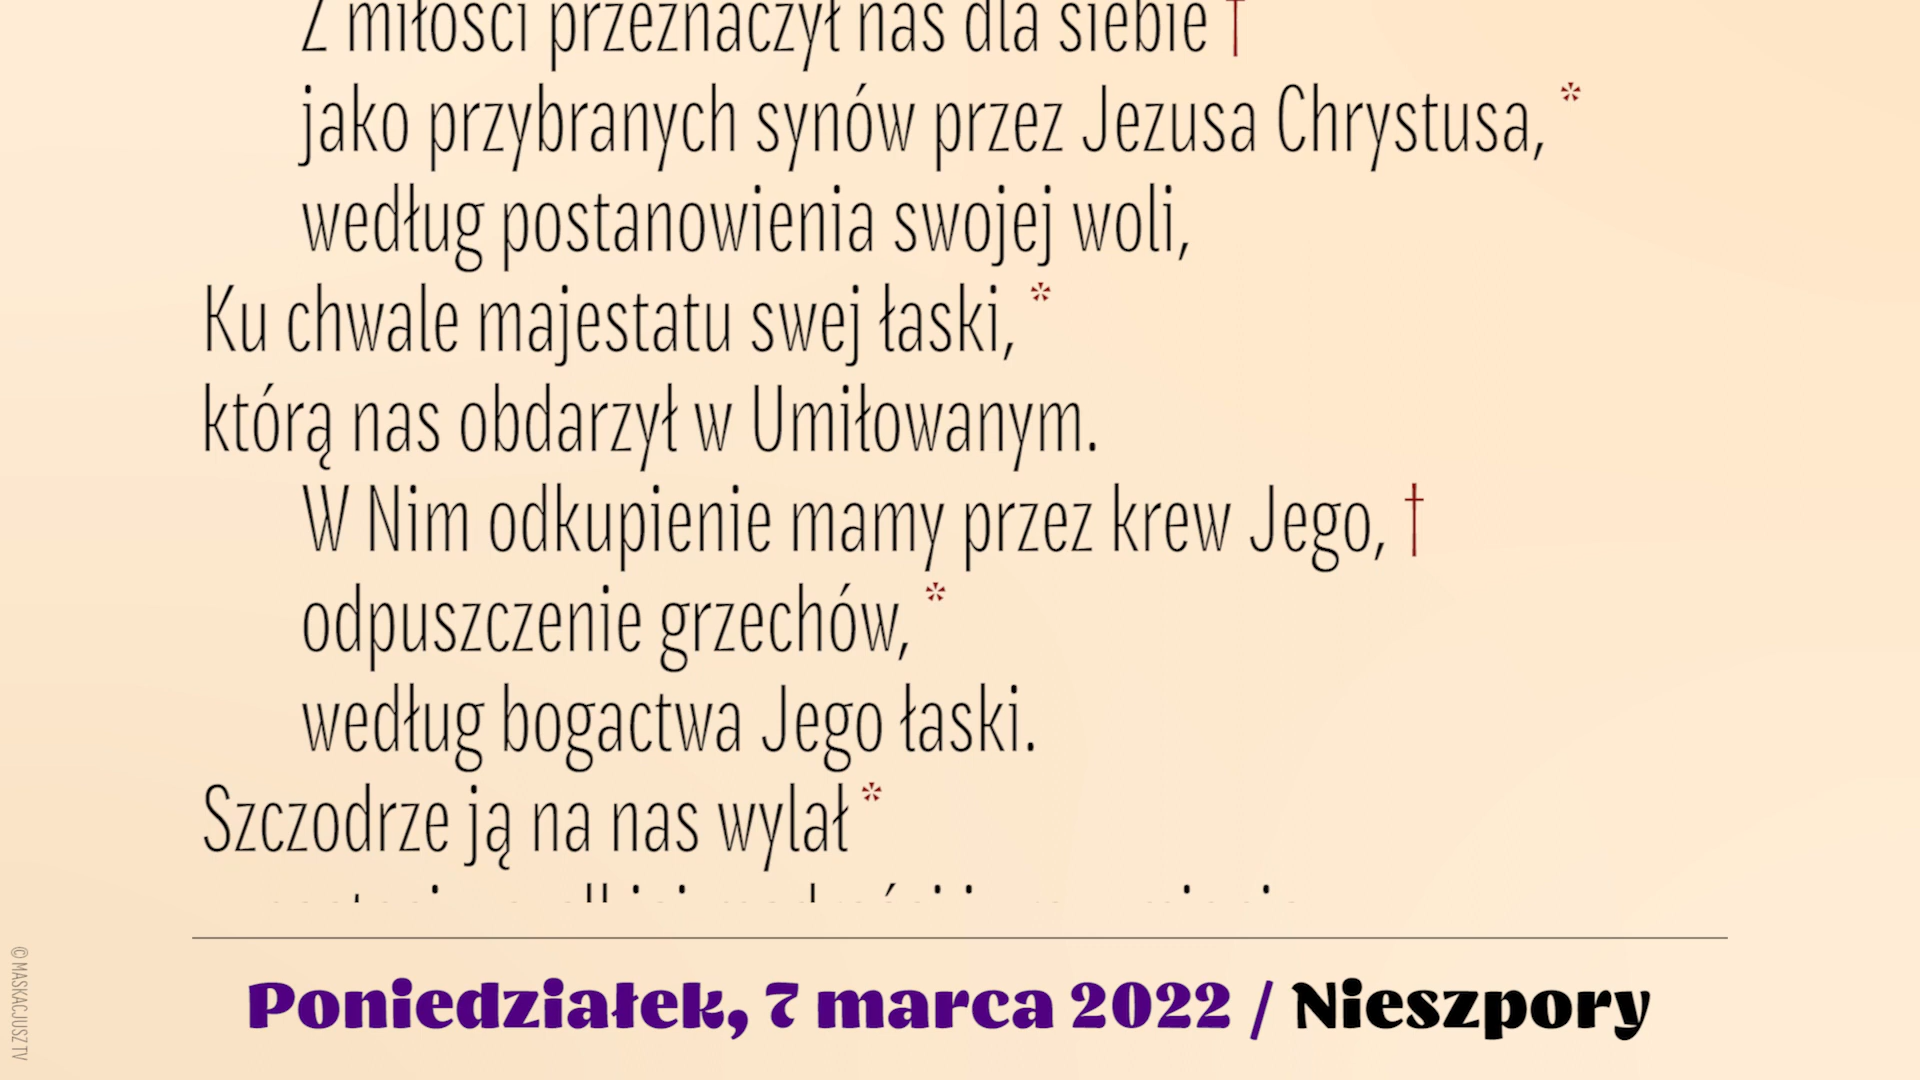 Z miłości przeznaczył nas dla siebie †
jako przybranych synów przez Jezusa Chrystusa, *
według postanowienia swojej woli,
Ku chwale majestatu swej łaski, *
którą nas obdarzył w Umiłowanym.
W Nim odkupienie mamy przez krew Jego, †
odpuszczenie grzechów, *
według bogactwa Jego łaski.
Szczodrze ją na nas wylał *
Poniedziałek, 7 marca 2022 / Nieszpory
© MASKACJUSZ TV